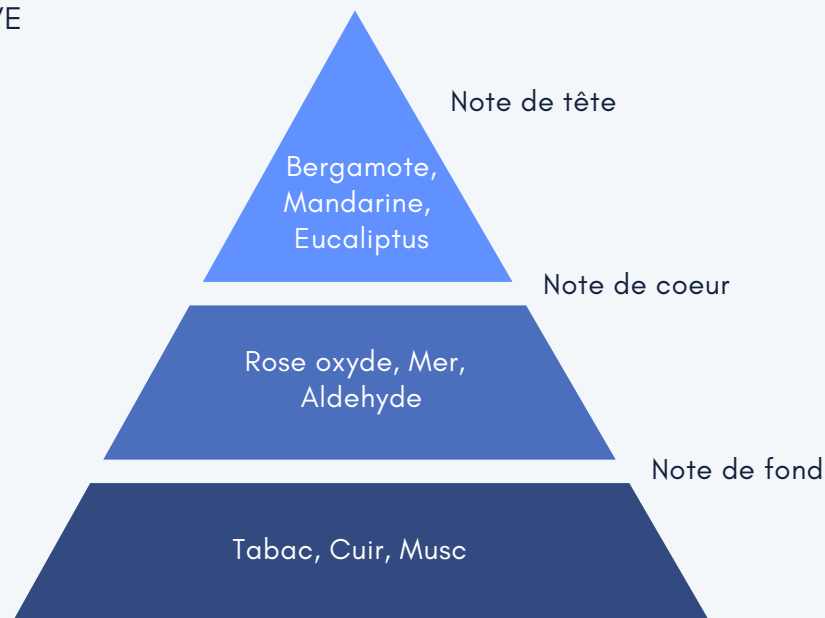 Note de tête
Bergamote,
Mandarine,
Eucaliptus
Note de coeur
Rose oxyde, Mer,
Aldehyde
Note de fond
Tabac, Cuir, Musc